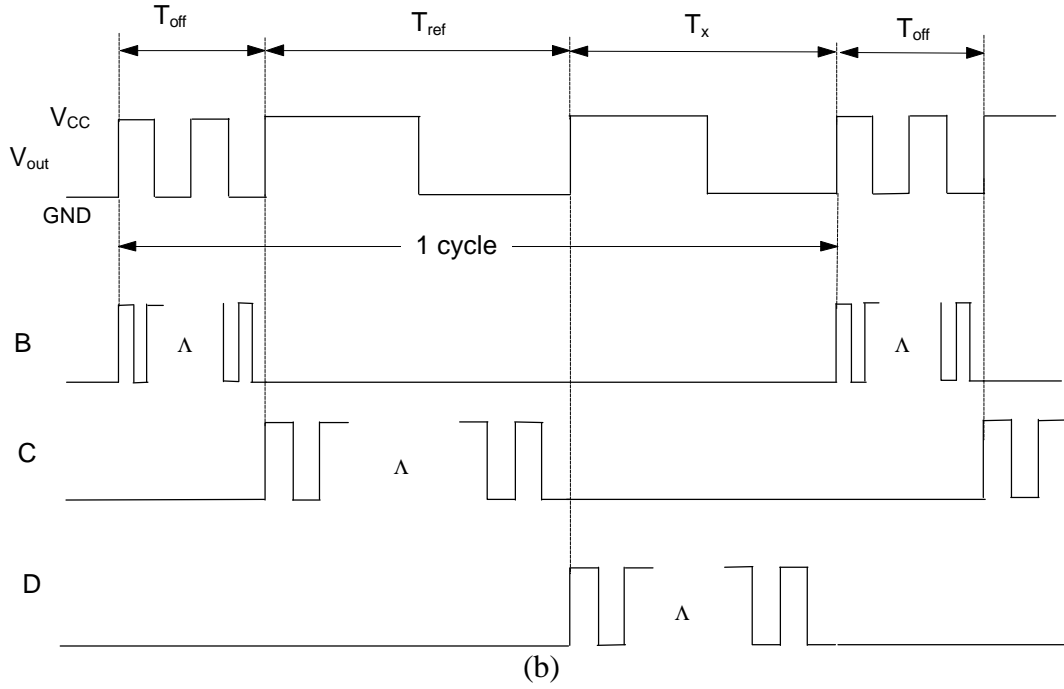 T_off T_ref T_x T_off
V_CC
V_out
GND
1 cycle
B Λ Λ
C Λ
D Λ
(b)